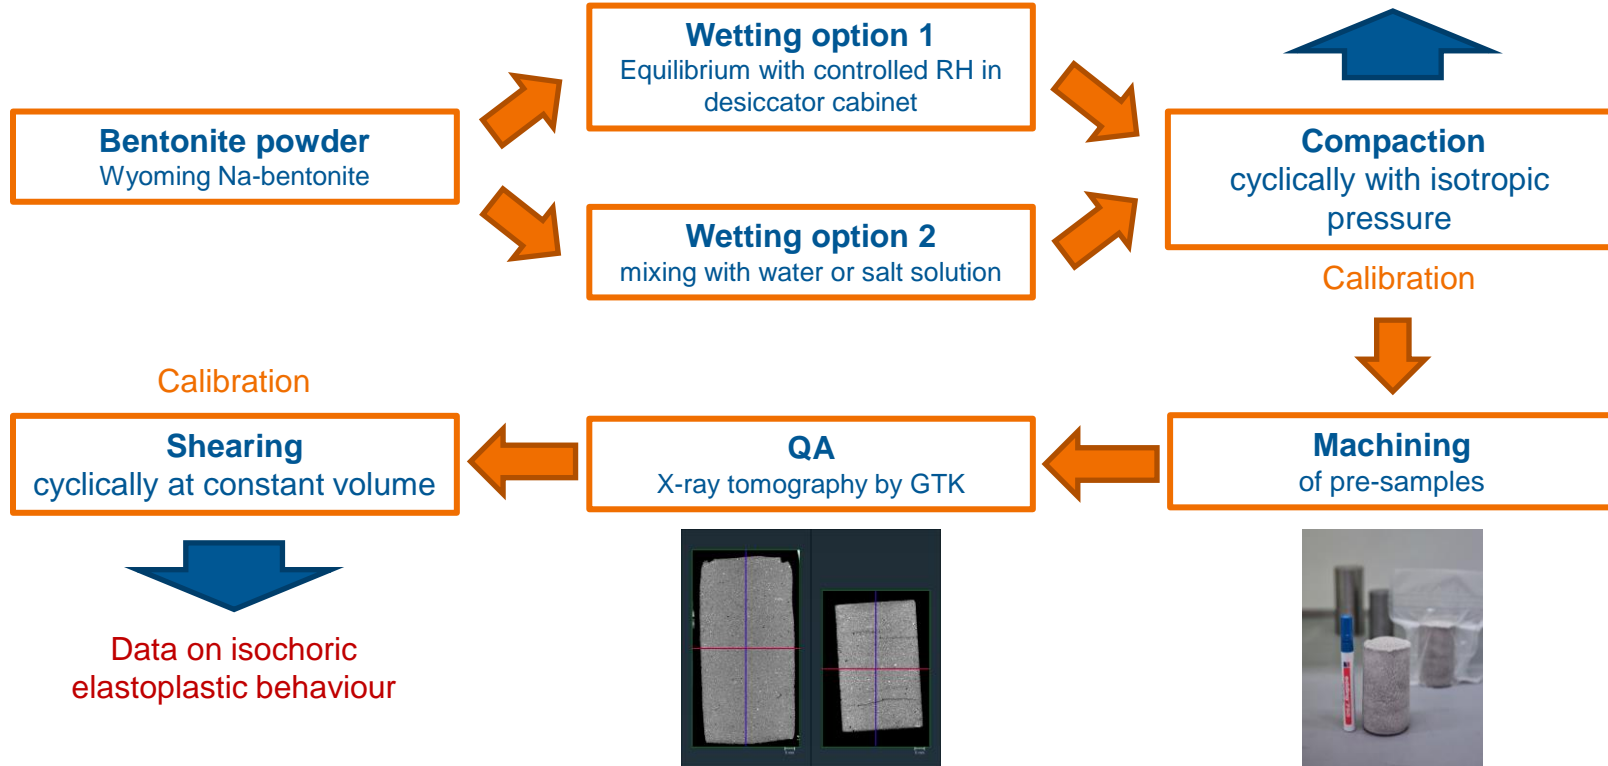 Wetting option 1
Equilibrium with controlled RH in
desiccator cabinet
Bentonite powder
Wyoming Na-bentonite
Compaction
cyclically with isotropic
pressure
Wetting option 2
mixing with water or salt solution
Calibration
Calibration
Shearing
cyclically at constant volume
QA
X-ray tomography by GTK
Machining
of pre-samples
Data on isochoric
elastoplastic behaviour